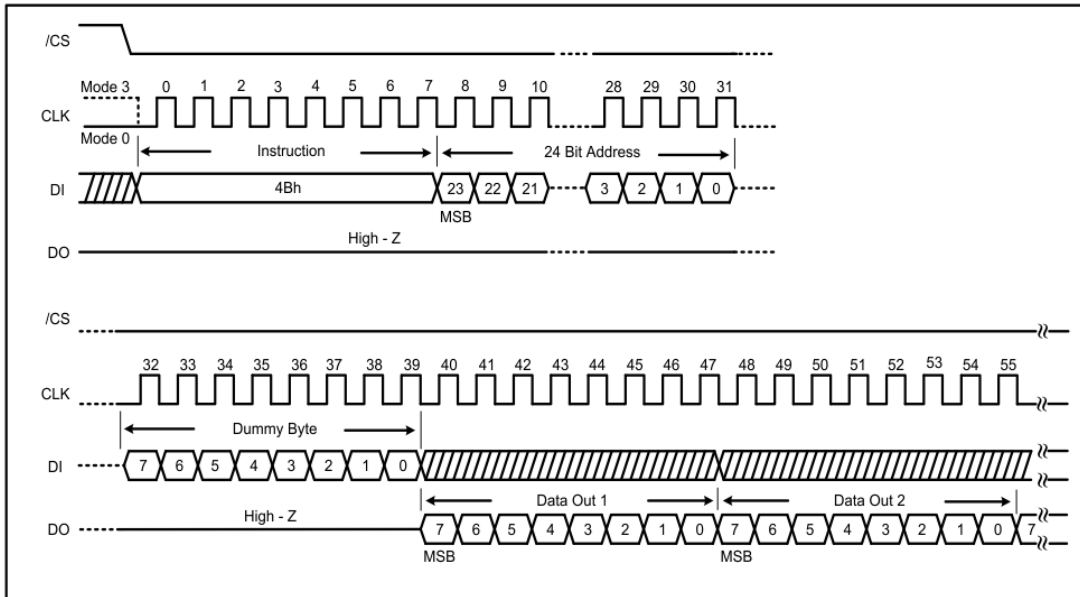 /CS
Mode 3 0 1 2 3 4 5 6 7 8 9 10 28 29 30 31
CLK
Mode 0
Instruction 24 Bit Address
DI 4Bh 23 22 21 3 2 1 0
MSB
High - Z
DO
/CS
32 33 34 35 36 37 38 39 40 41 42 43 44 45 46 47 48 49 50 51 52 53 54 55
CLK
Dummy Byte
DI 7 6 5 4 3 2 1 0
Data Out 1 Data Out 2
High - Z
DO 7 6 5 4 3 2 1 0 7 6 5 4 3 2 1 0 7
MSB MSB